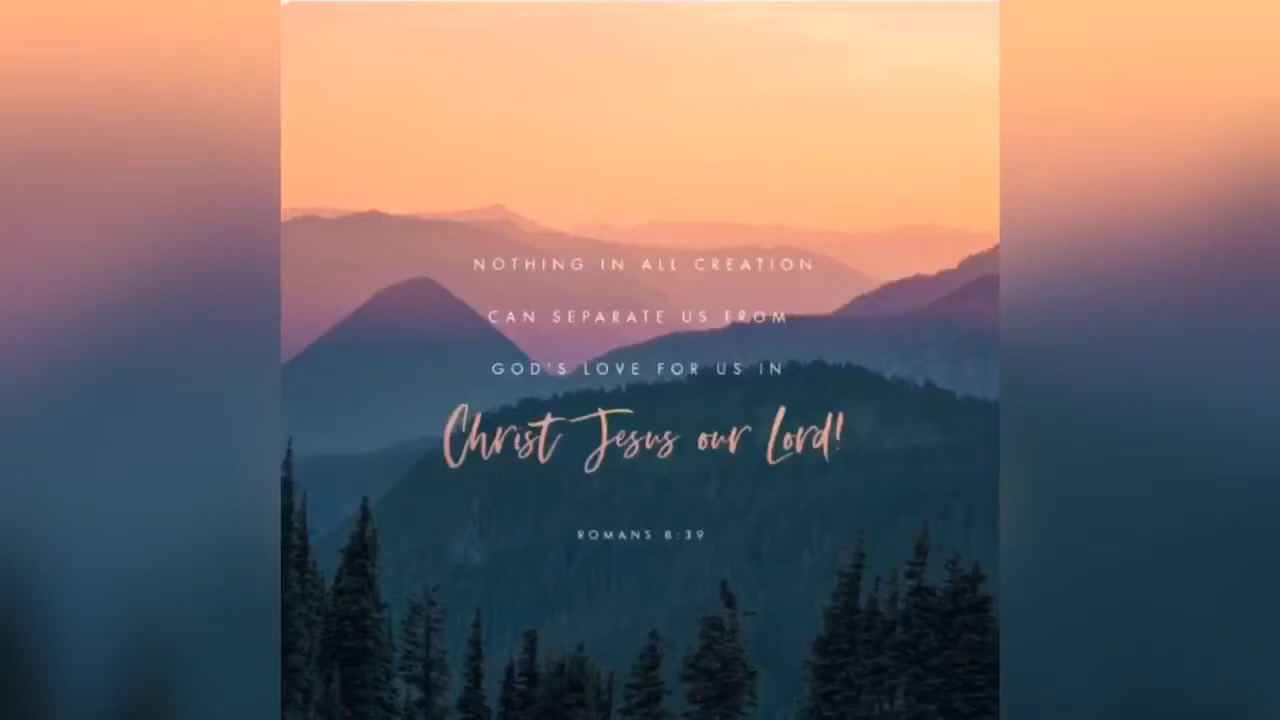 NOTHING IN ALL CREATION
CAN SEPARATE US FROM
GOD'S LOVE FOR US IN
Christ Jesus our Lord!
ROMANS 8:39